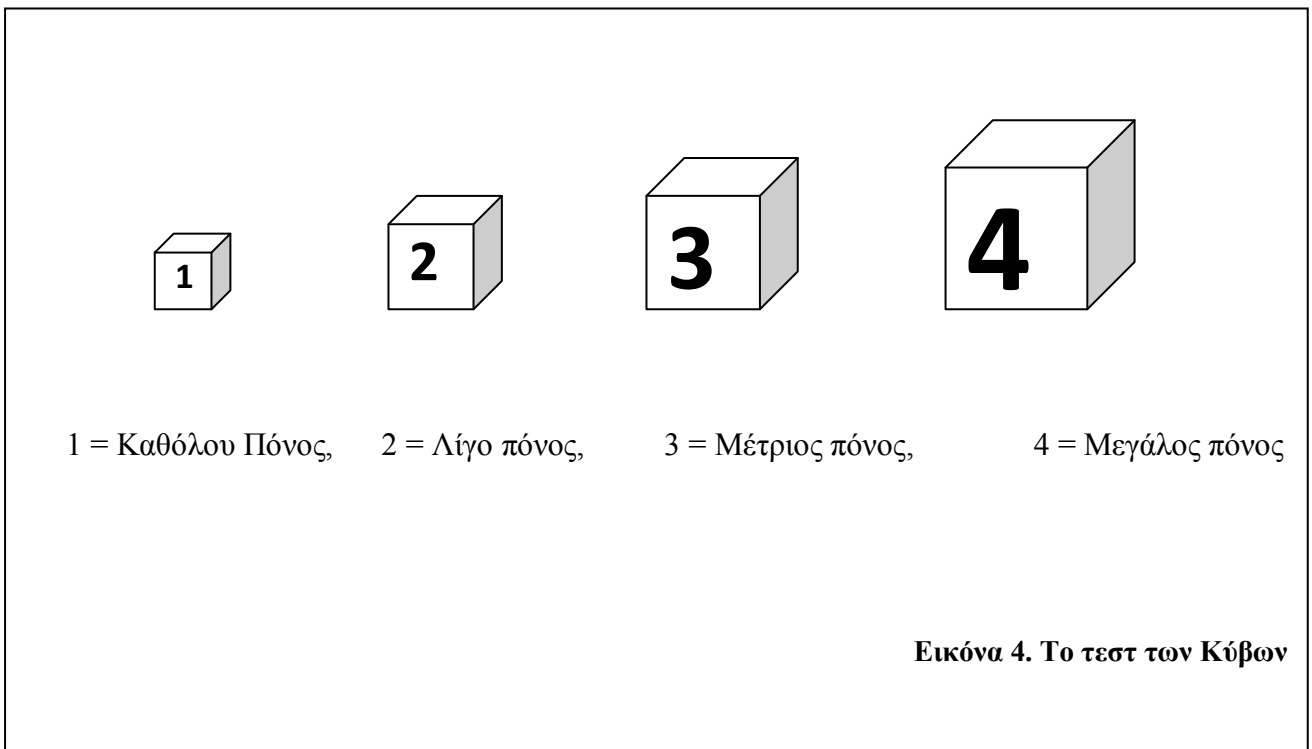 1 2 3 4
1 = Καθόλου Πόνος, 2 = Λίγο πόνος, 3 = Μέτριος πόνος, 4 = Μεγάλος πόνος
Εικόνα 4. Το τεστ των Κύβων